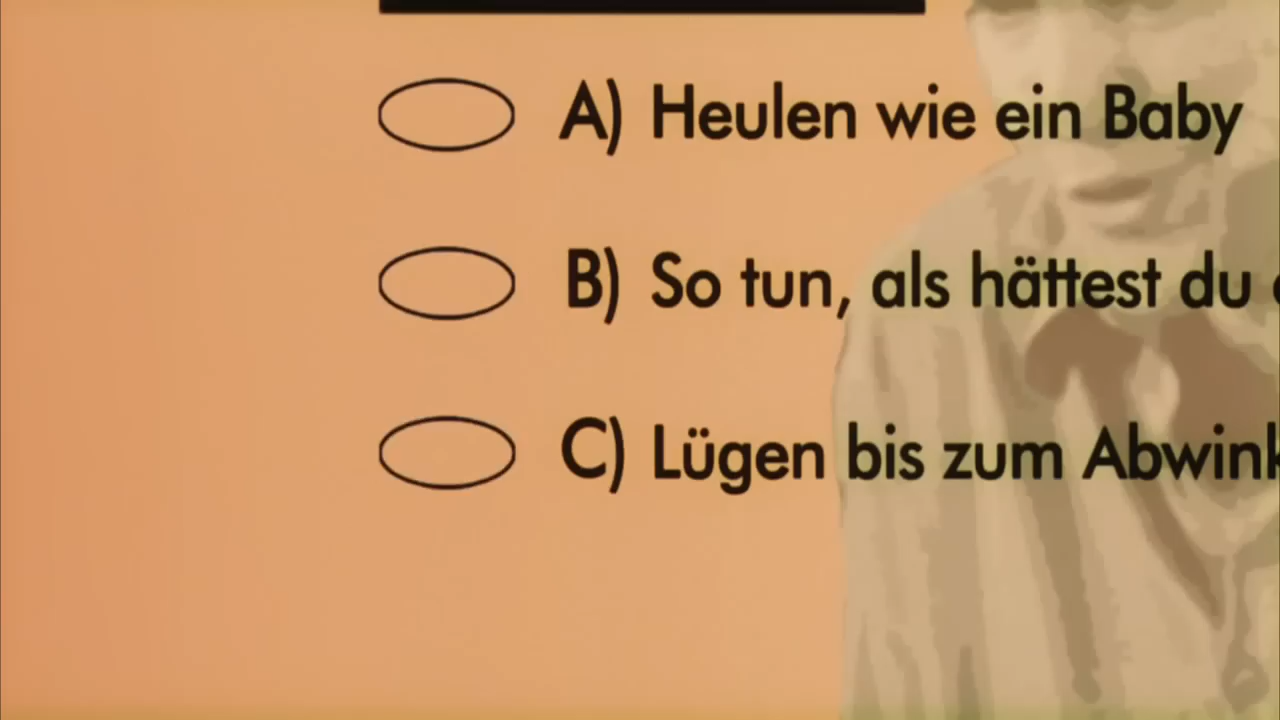 A) Heulen wie ein Baby
B) So tun, als hättest du
C) Lügen bis zum